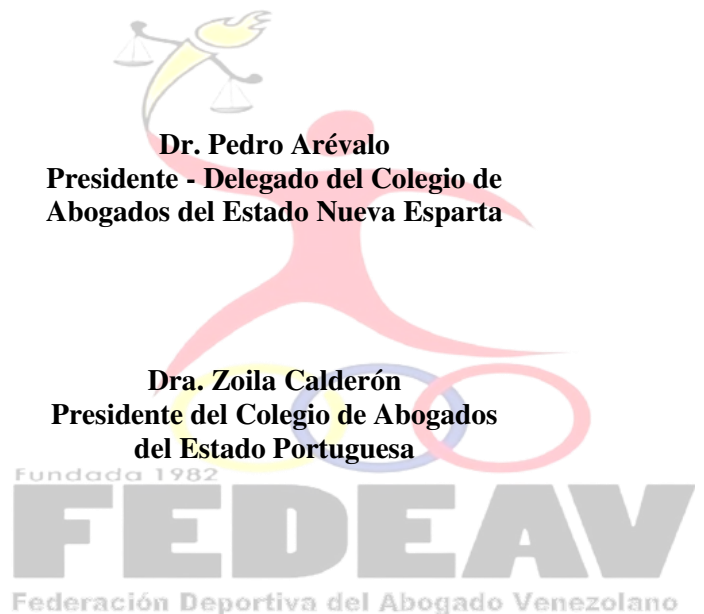 Dr. Pedro Arévalo
Presidente - Delegado del Colegio de
Abogados del Estado Nueva Esparta
Dra. Zoila Calderón
Presidente del Colegio de Abogados
del Estado Portuguesa
Fundada 1982
FEDEAV
Federación Deportiva del Abogado Venezolano